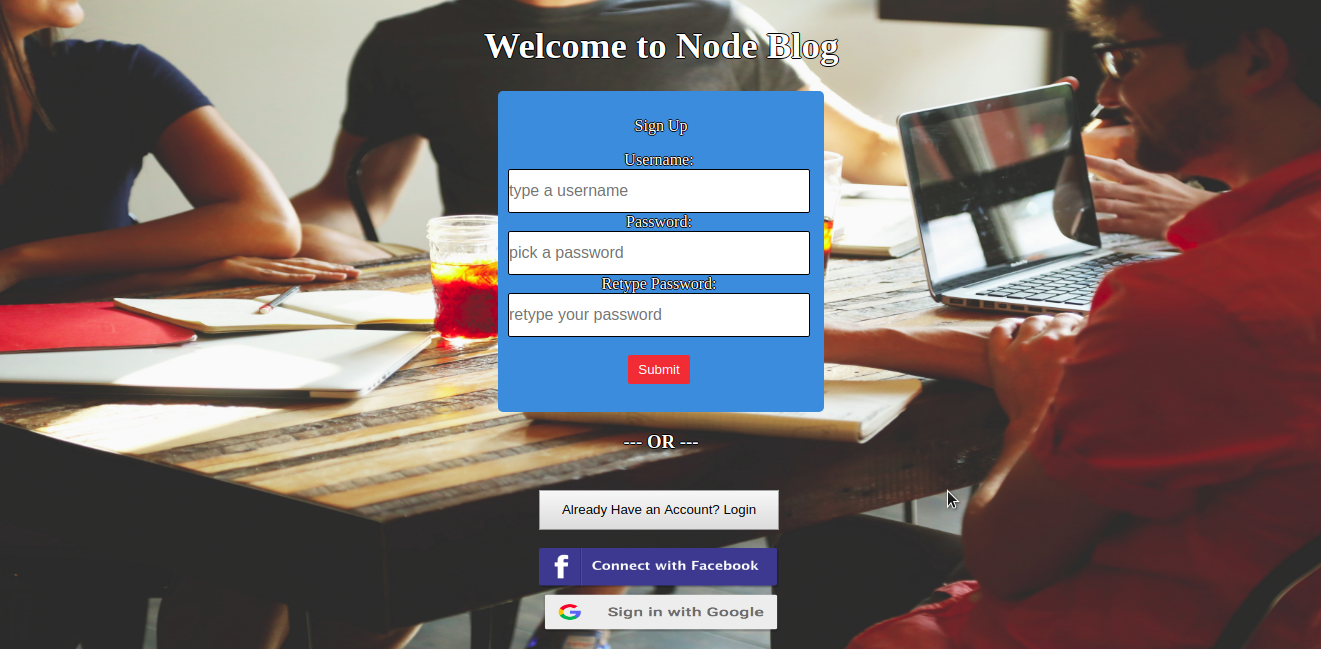 Welcome to Node Blog
Sign Up
Username:
type a username
Password:
pick a password
Retype Password:
retype your password
Submit
--- OR ---
Already Have an Account? Login
f Connect with Facebook
G Sign in with Google